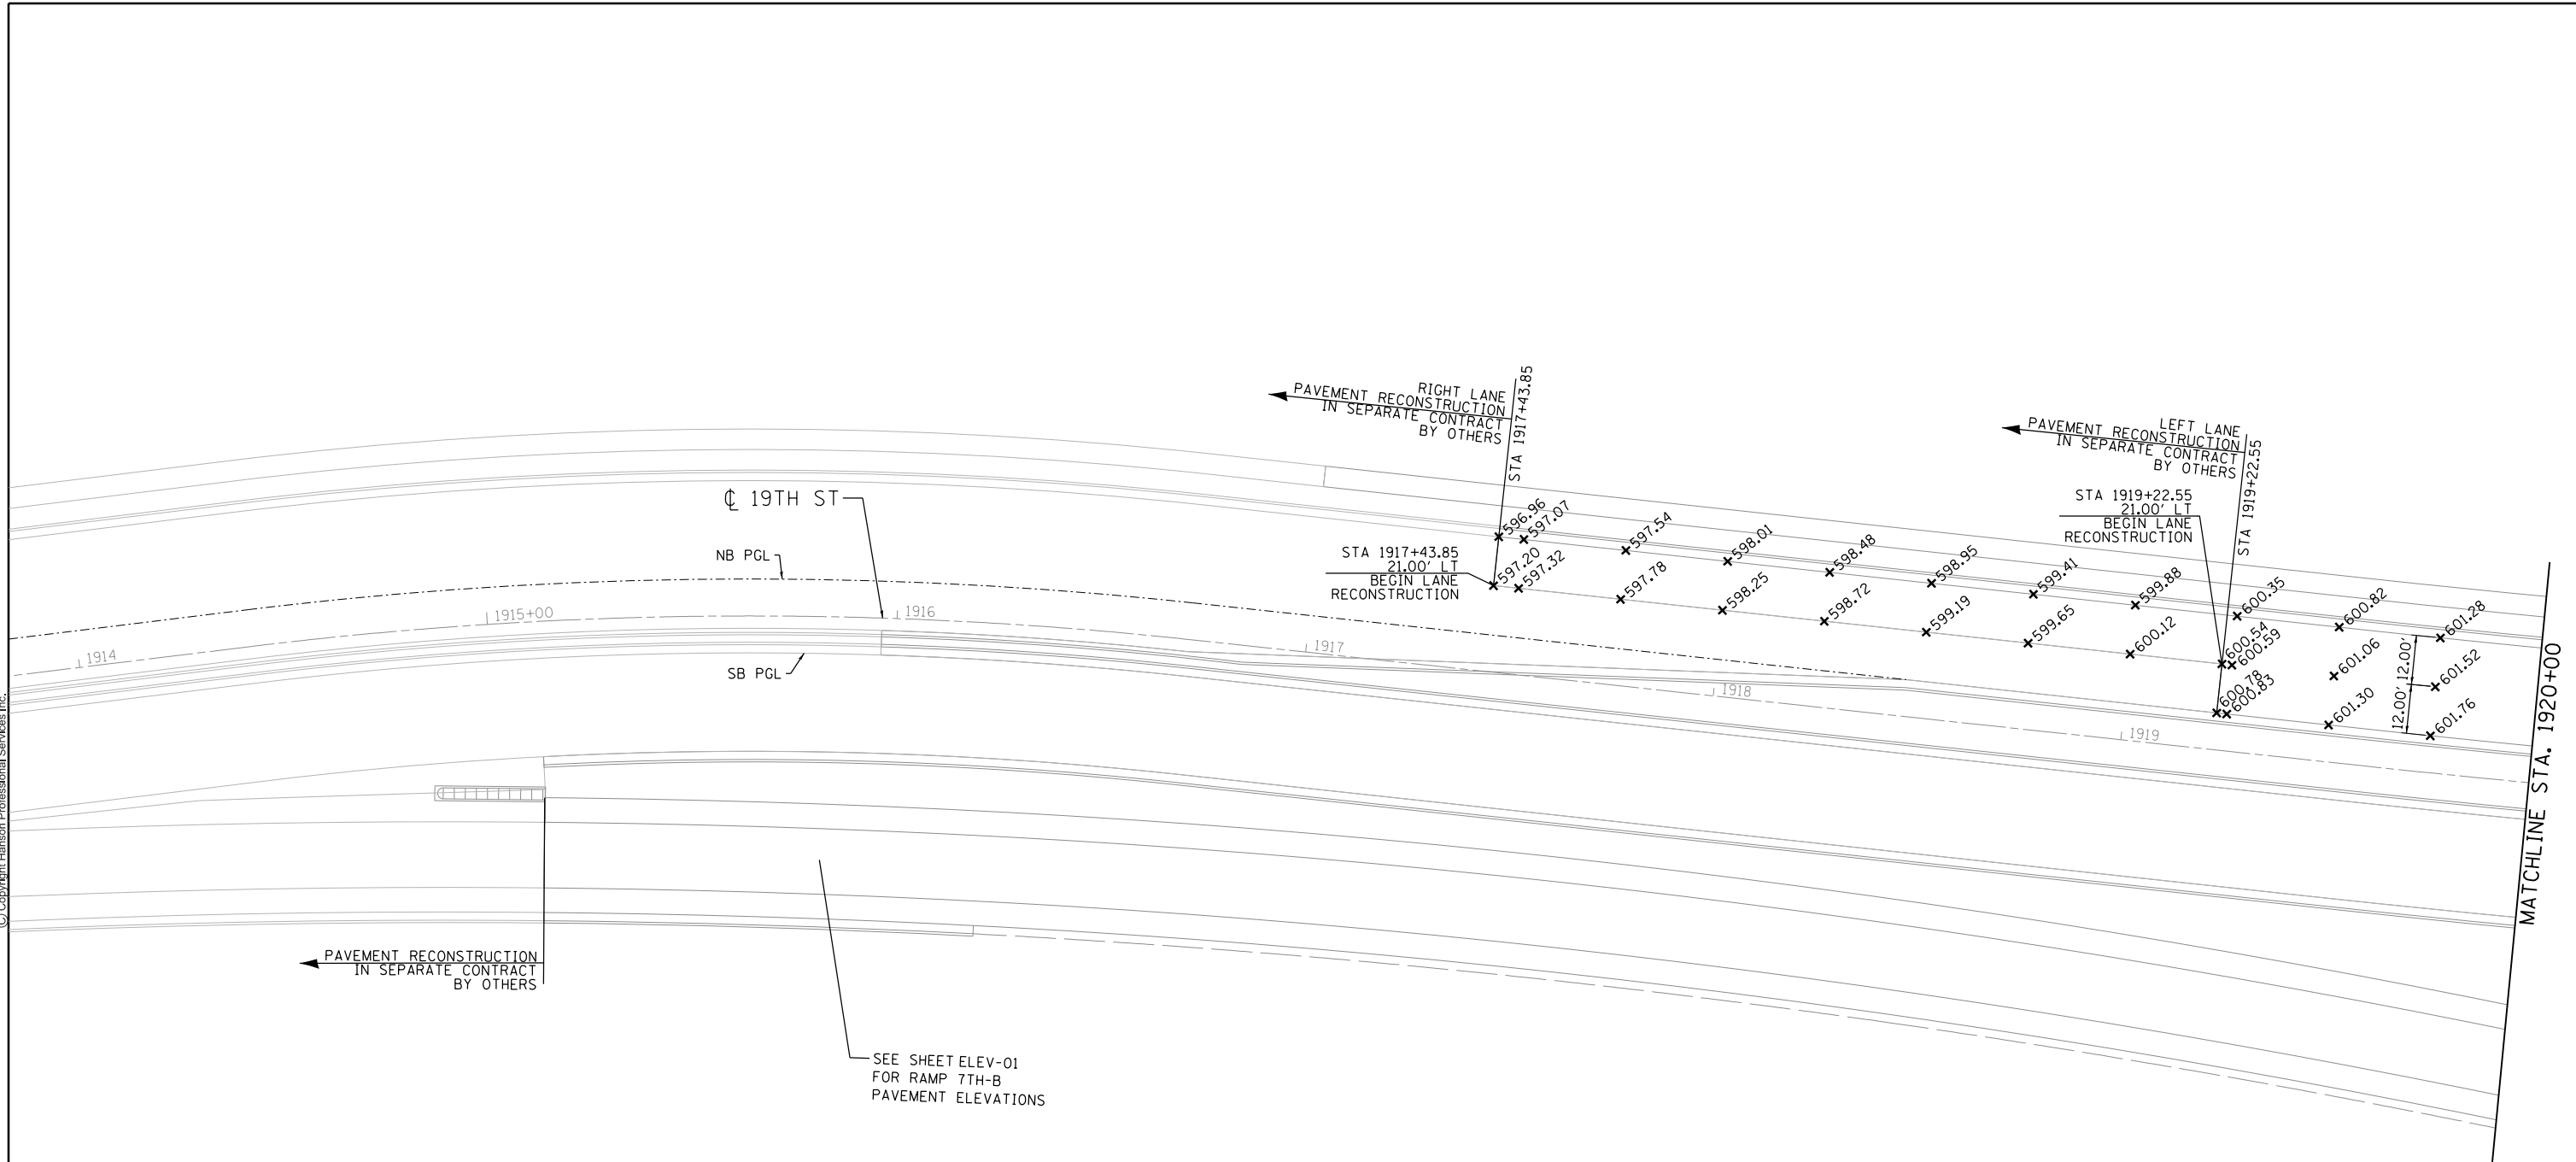 RIGHT LANE
PAVEMENT RECONSTRUCTION
IN SEPARATE CONTRACT
BY OTHERS
STA 1917+43.85
LEFT LANE
PAVEMENT RECONSTRUCTION
IN SEPARATE CONTRACT
BY OTHERS
STA 1919+22.55
STA 1919+22.55
21.00' LT
BEGIN LANE
RECONSTRUCTION
℄ 19TH ST
NB PGL
SB PGL
STA 1917+43.85
21.00' LT
BEGIN LANE
RECONSTRUCTION
596.96
597.07
597.54
598.01
598.48
598.95
599.41
599.88
600.35
600.82
601.28
597.20
597.32
597.78
598.25
598.72
599.19
599.65
600.12
600.54
600.59
601.06
601.52
600.78
600.83
601.30
601.76
12.00'
12.00'
1914
1915+00
1916
1917
1918
1919
MATCHLINE STA. 1920+00
PAVEMENT RECONSTRUCTION
IN SEPARATE CONTRACT
BY OTHERS
SEE SHEET ELEV-01
FOR RAMP 7TH-B
PAVEMENT ELEVATIONS
(C) Copyright Hanson Professional Services Inc.